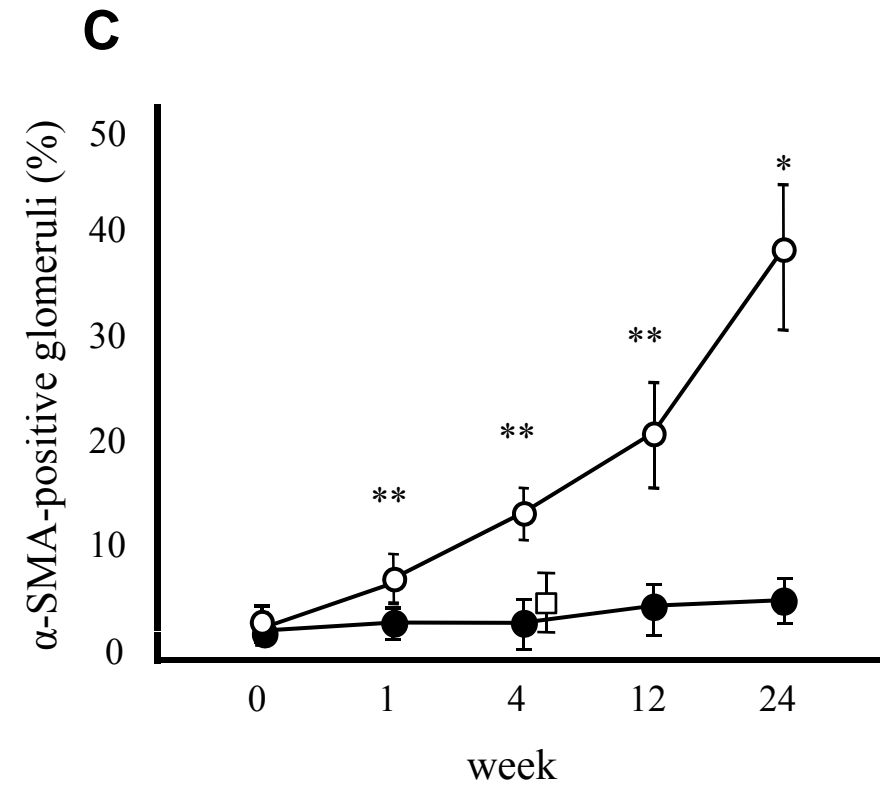 C
α-SMA-positive glomeruli (%)
50
40
30
20
10
0
*
**
**
**
0 1 4 12 24
week